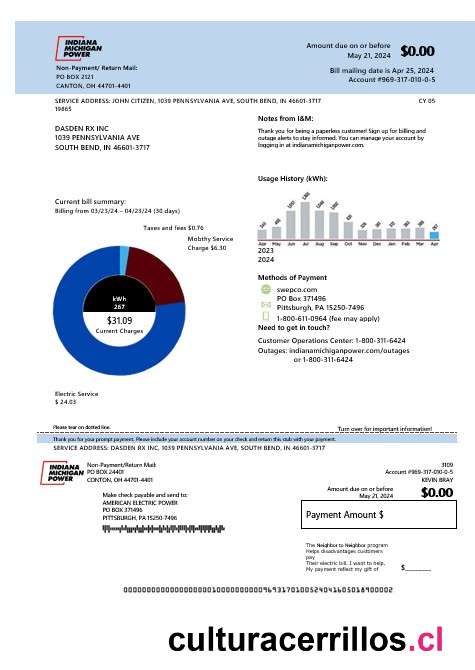 INDIANA
MICHIGAN
POWER
Non-Payment/ Return Mail:
PO BOX 2121
CANTON, OH 44701-4401
Amount due on or before
May 21, 2024
$0.00
Bill mailing date is Apr 25, 2024
Account #969-317-010-0-5
SERVICE ADDRESS: JOHN CITIZEN, 1039 PENNSYLVANIA AVE, SOUTH BEND, IN 46601-3717
19865
CY 05
DASDEN RX INC
1039 PENNSYLVANIA AVE
SOUTH BEND, IN 46601-3717
Notes from I&M:
Thank you for being a paperless customer! Sign up for billing and
outage alerts to stay informed. You can manage your account by
logging in at indianamichiganpower.com.
Usage History (kWh):
Apr May Jun Jul Aug Sep Oct Nov Dec Jan Feb Mar Apr
2023
2024
Current bill summary:
Billing from 03/23/24 – 04/23/24 (30 days)
Taxes and fees $0.76
Mobthy Service
Charge $6.30
kWh
267
$31.09
Current Charges
Electric Service
$ 24.03
Methods of Payment
swepco.com
PO Box 371496
Pittsburgh, PA 15250-7496
1-800-611-0964 (fee may apply)
Need to get in touch?
Customer Operations Center: 1-800-311-6424
Outages: indianamichiganpower.com/outages
or 1-800-311-6424
Please tear on dotted line.
Turn over for important information!
Thank you for your prompt payment. Please include your account number on your check and return this stub with your payment.
SERVICE ADDRESS: DASDEN RX INC, 1039 PENNSYLVANIA AVE, SOUTH BEND, IN 46601-3717
INDIANA
MICHIGAN
POWER
Non-Payment/Return Mail:
PO BOX 24401
CONTON, OH 44701-4401
3109
Account #969-317-010-0-5
KEVIN BRAY
Amount due on or before
May 21, 2024
$0.00
Make check payable and send to:
AMERICAN ELECTRIC POWER
PO BOX 371496
PITTSBURGH, PA 15250-7496
Payment Amount $
The Neighbor to Neighbor program
Helps disadvantages customers
pay
Their electric bill. I want to help.
My payment reflect my gift of
$
culturacerrillos.cl